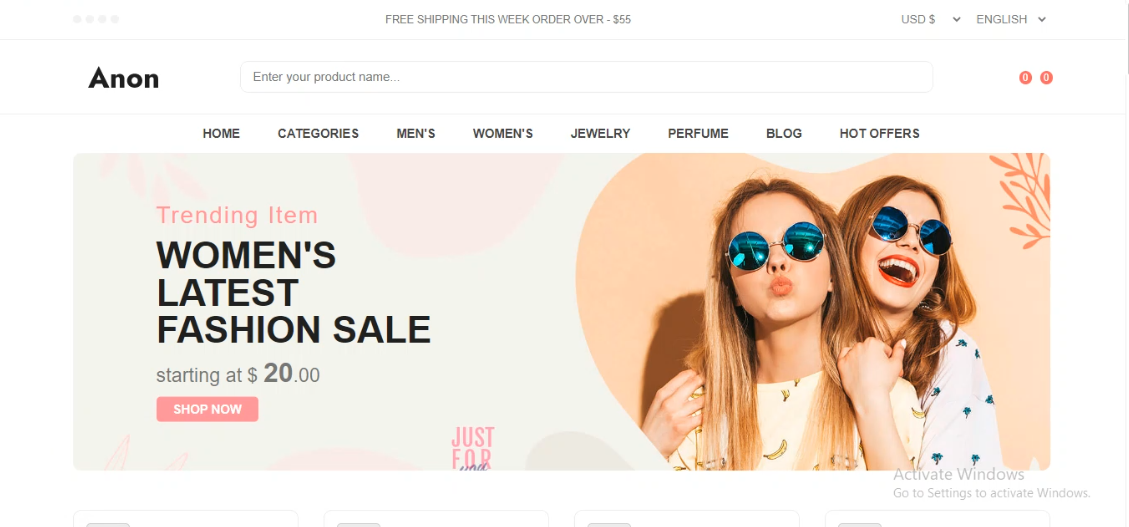 FREE SHIPPING THIS WEEK ORDER OVER - $55
USD $
ENGLISH
Anon
Enter your product name...
0 0
HOME CATEGORIES MEN'S WOMEN'S JEWELRY PERFUME BLOG HOT OFFERS
Trending Item
WOMEN'S
LATEST
FASHION SALE
starting at $ 20.00
SHOP NOW
JUST
FOR
you
Activate Windows
Go to Settings to activate Windows.